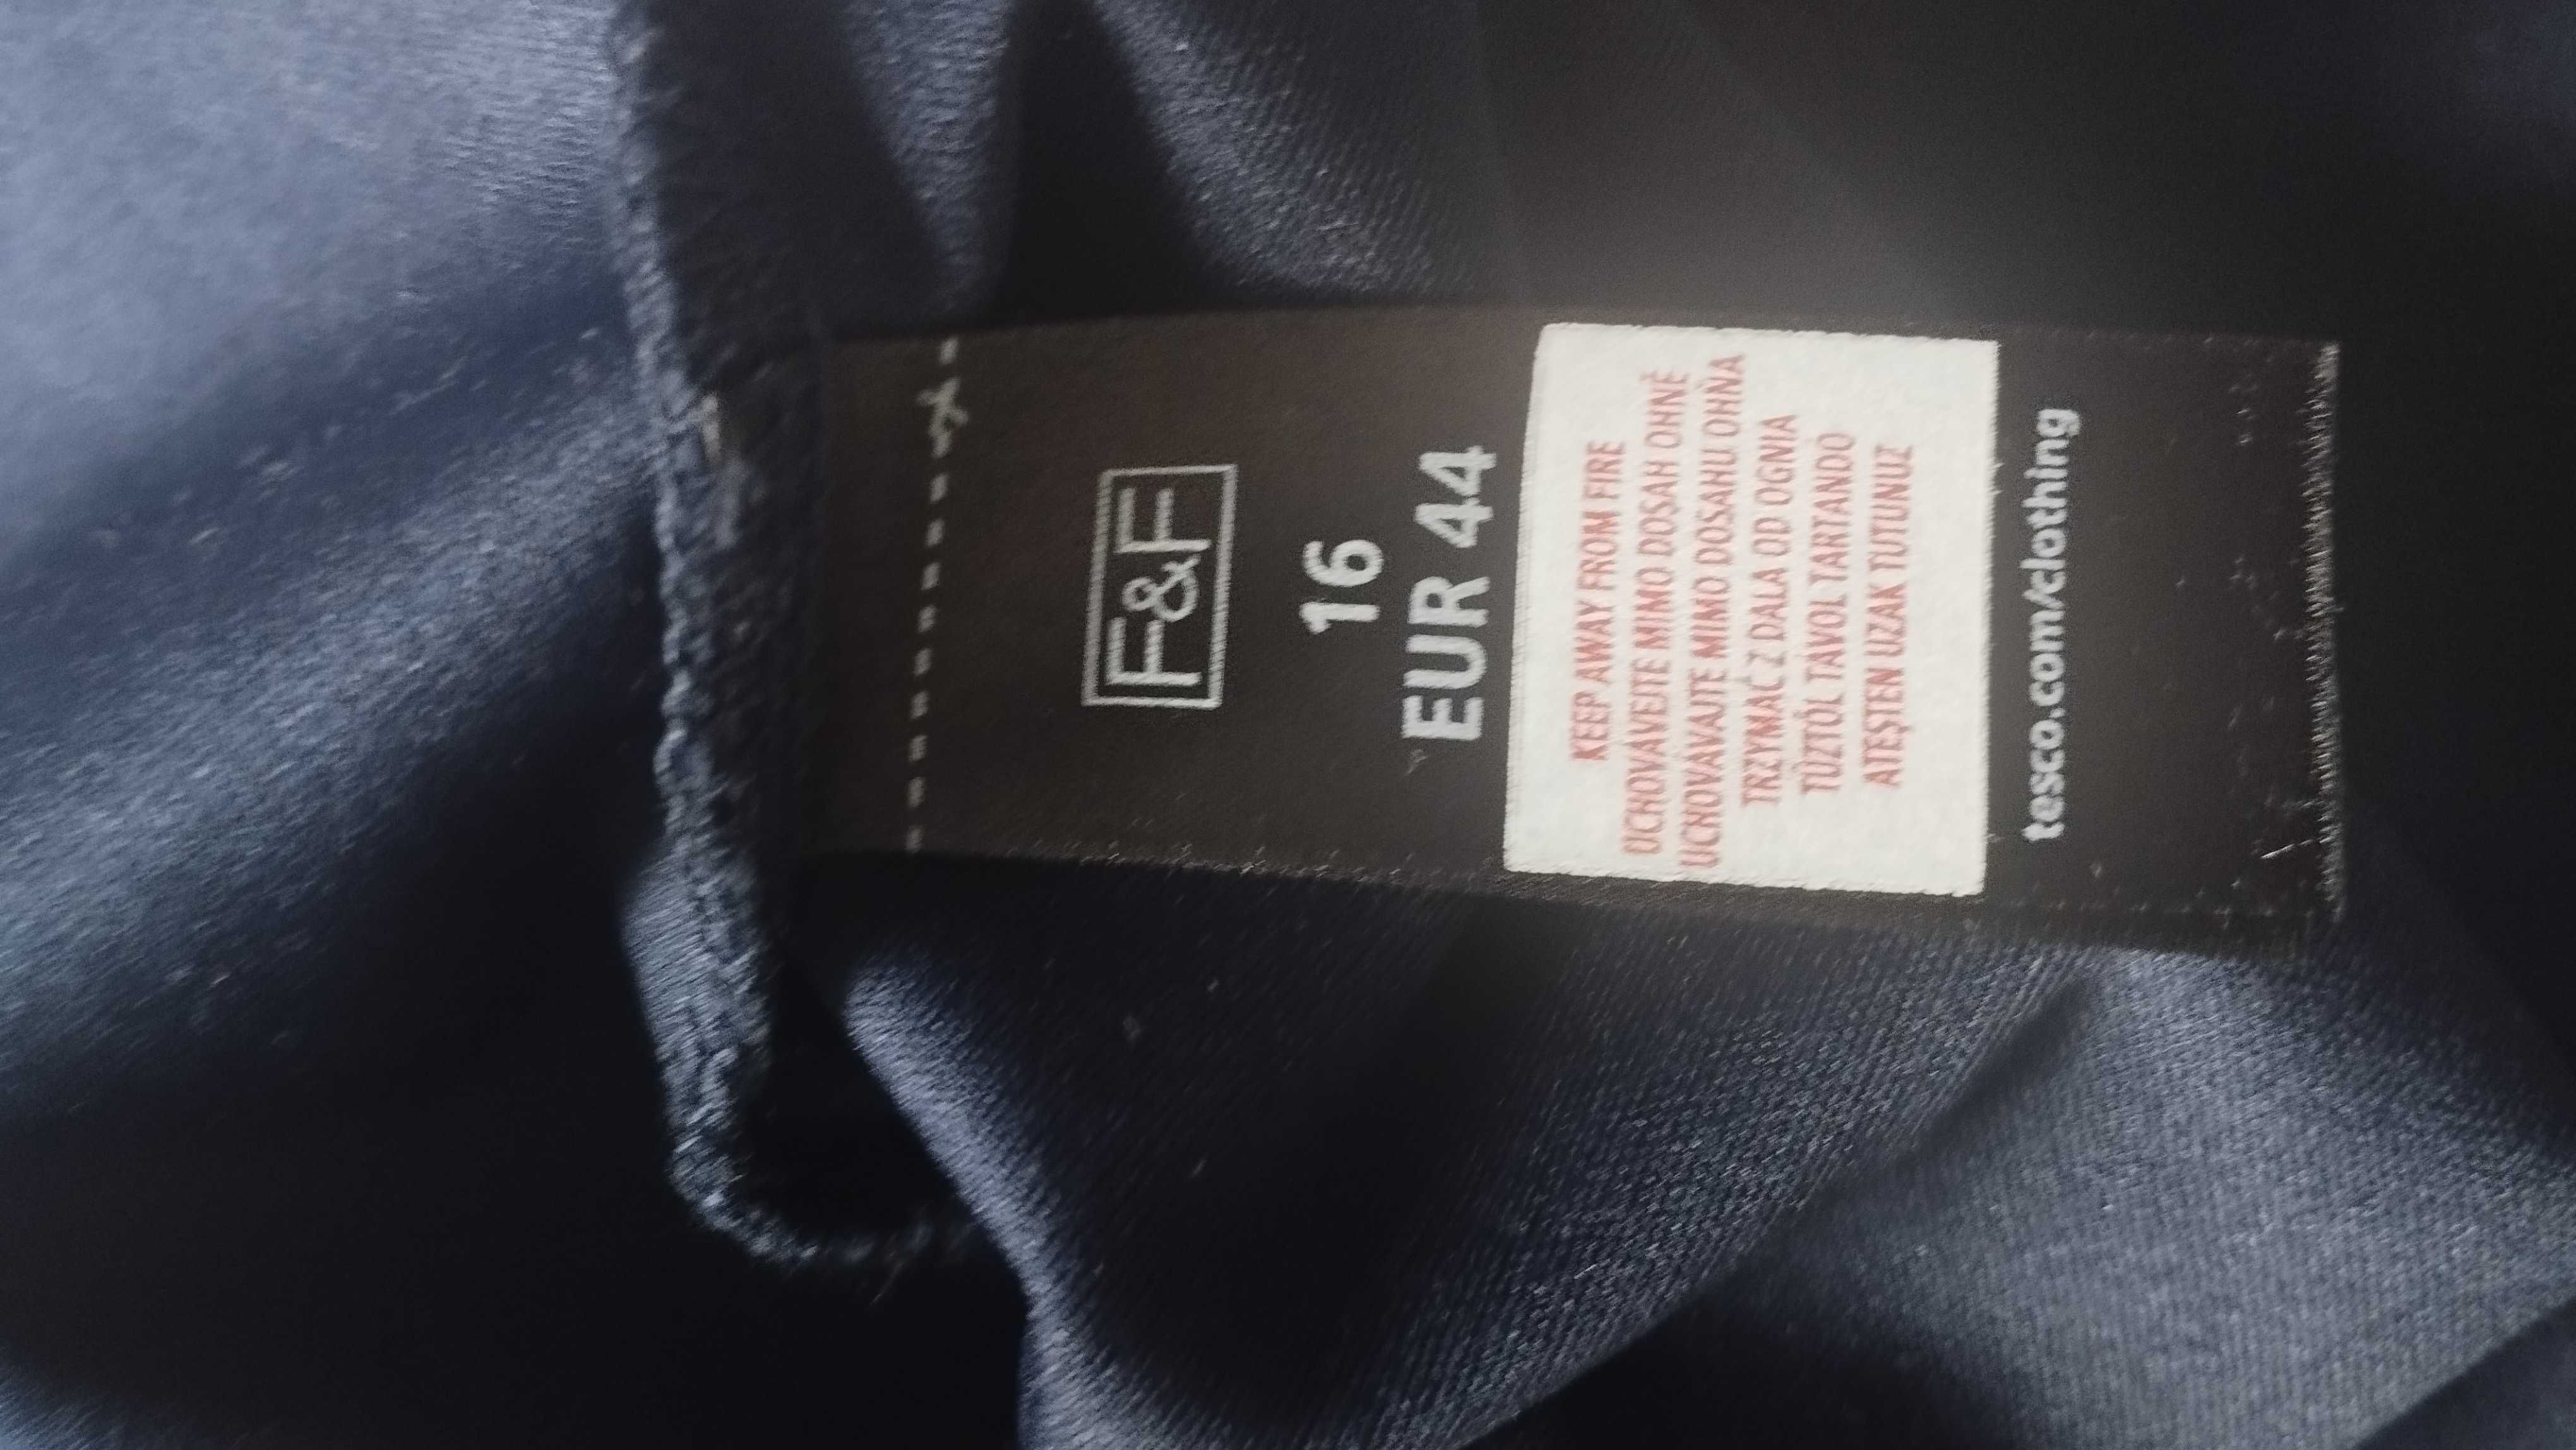 F&F
16
EUR 44
KEEP AWAY FROM FIRE
UCHOVÁVEJTE MIMO DOSAH OHNĚ
UCHOVÁVAJTE MIMO DOSAHU OHŇA
TRZYMAĆ Z DALA OD OGNIA
TŰZTŐL TÁVOL TARTANDÓ
ATEŞTEN UZAK TUTUNUZ
tesco.com/clothing